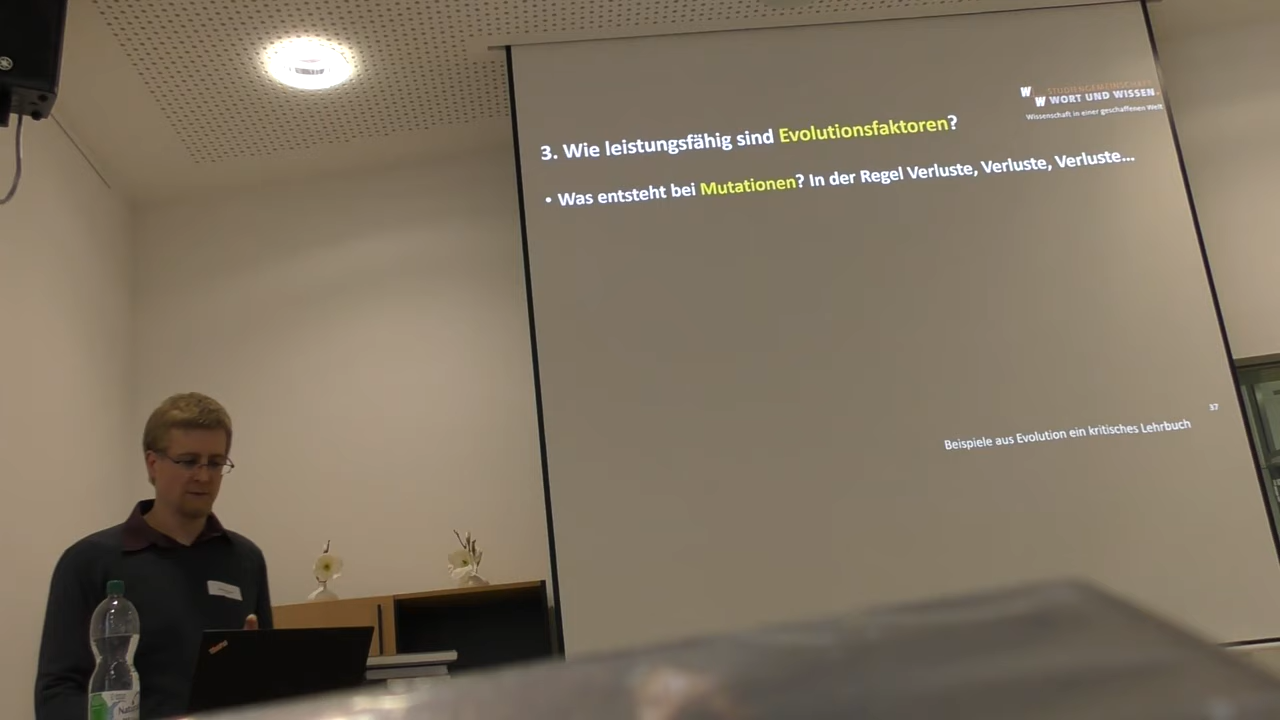 STUDIENGEMEINSCHAFT
W WORT UND WISSEN
Wissenschaft in einer geschaffenen Welt
3. Wie leistungsfähig sind Evolutionsfaktoren?
• Was entsteht bei Mutationen? In der Regel Verluste, Verluste, Verluste...
37
Beispiele aus Evolution ein kritisches Lehrbuch